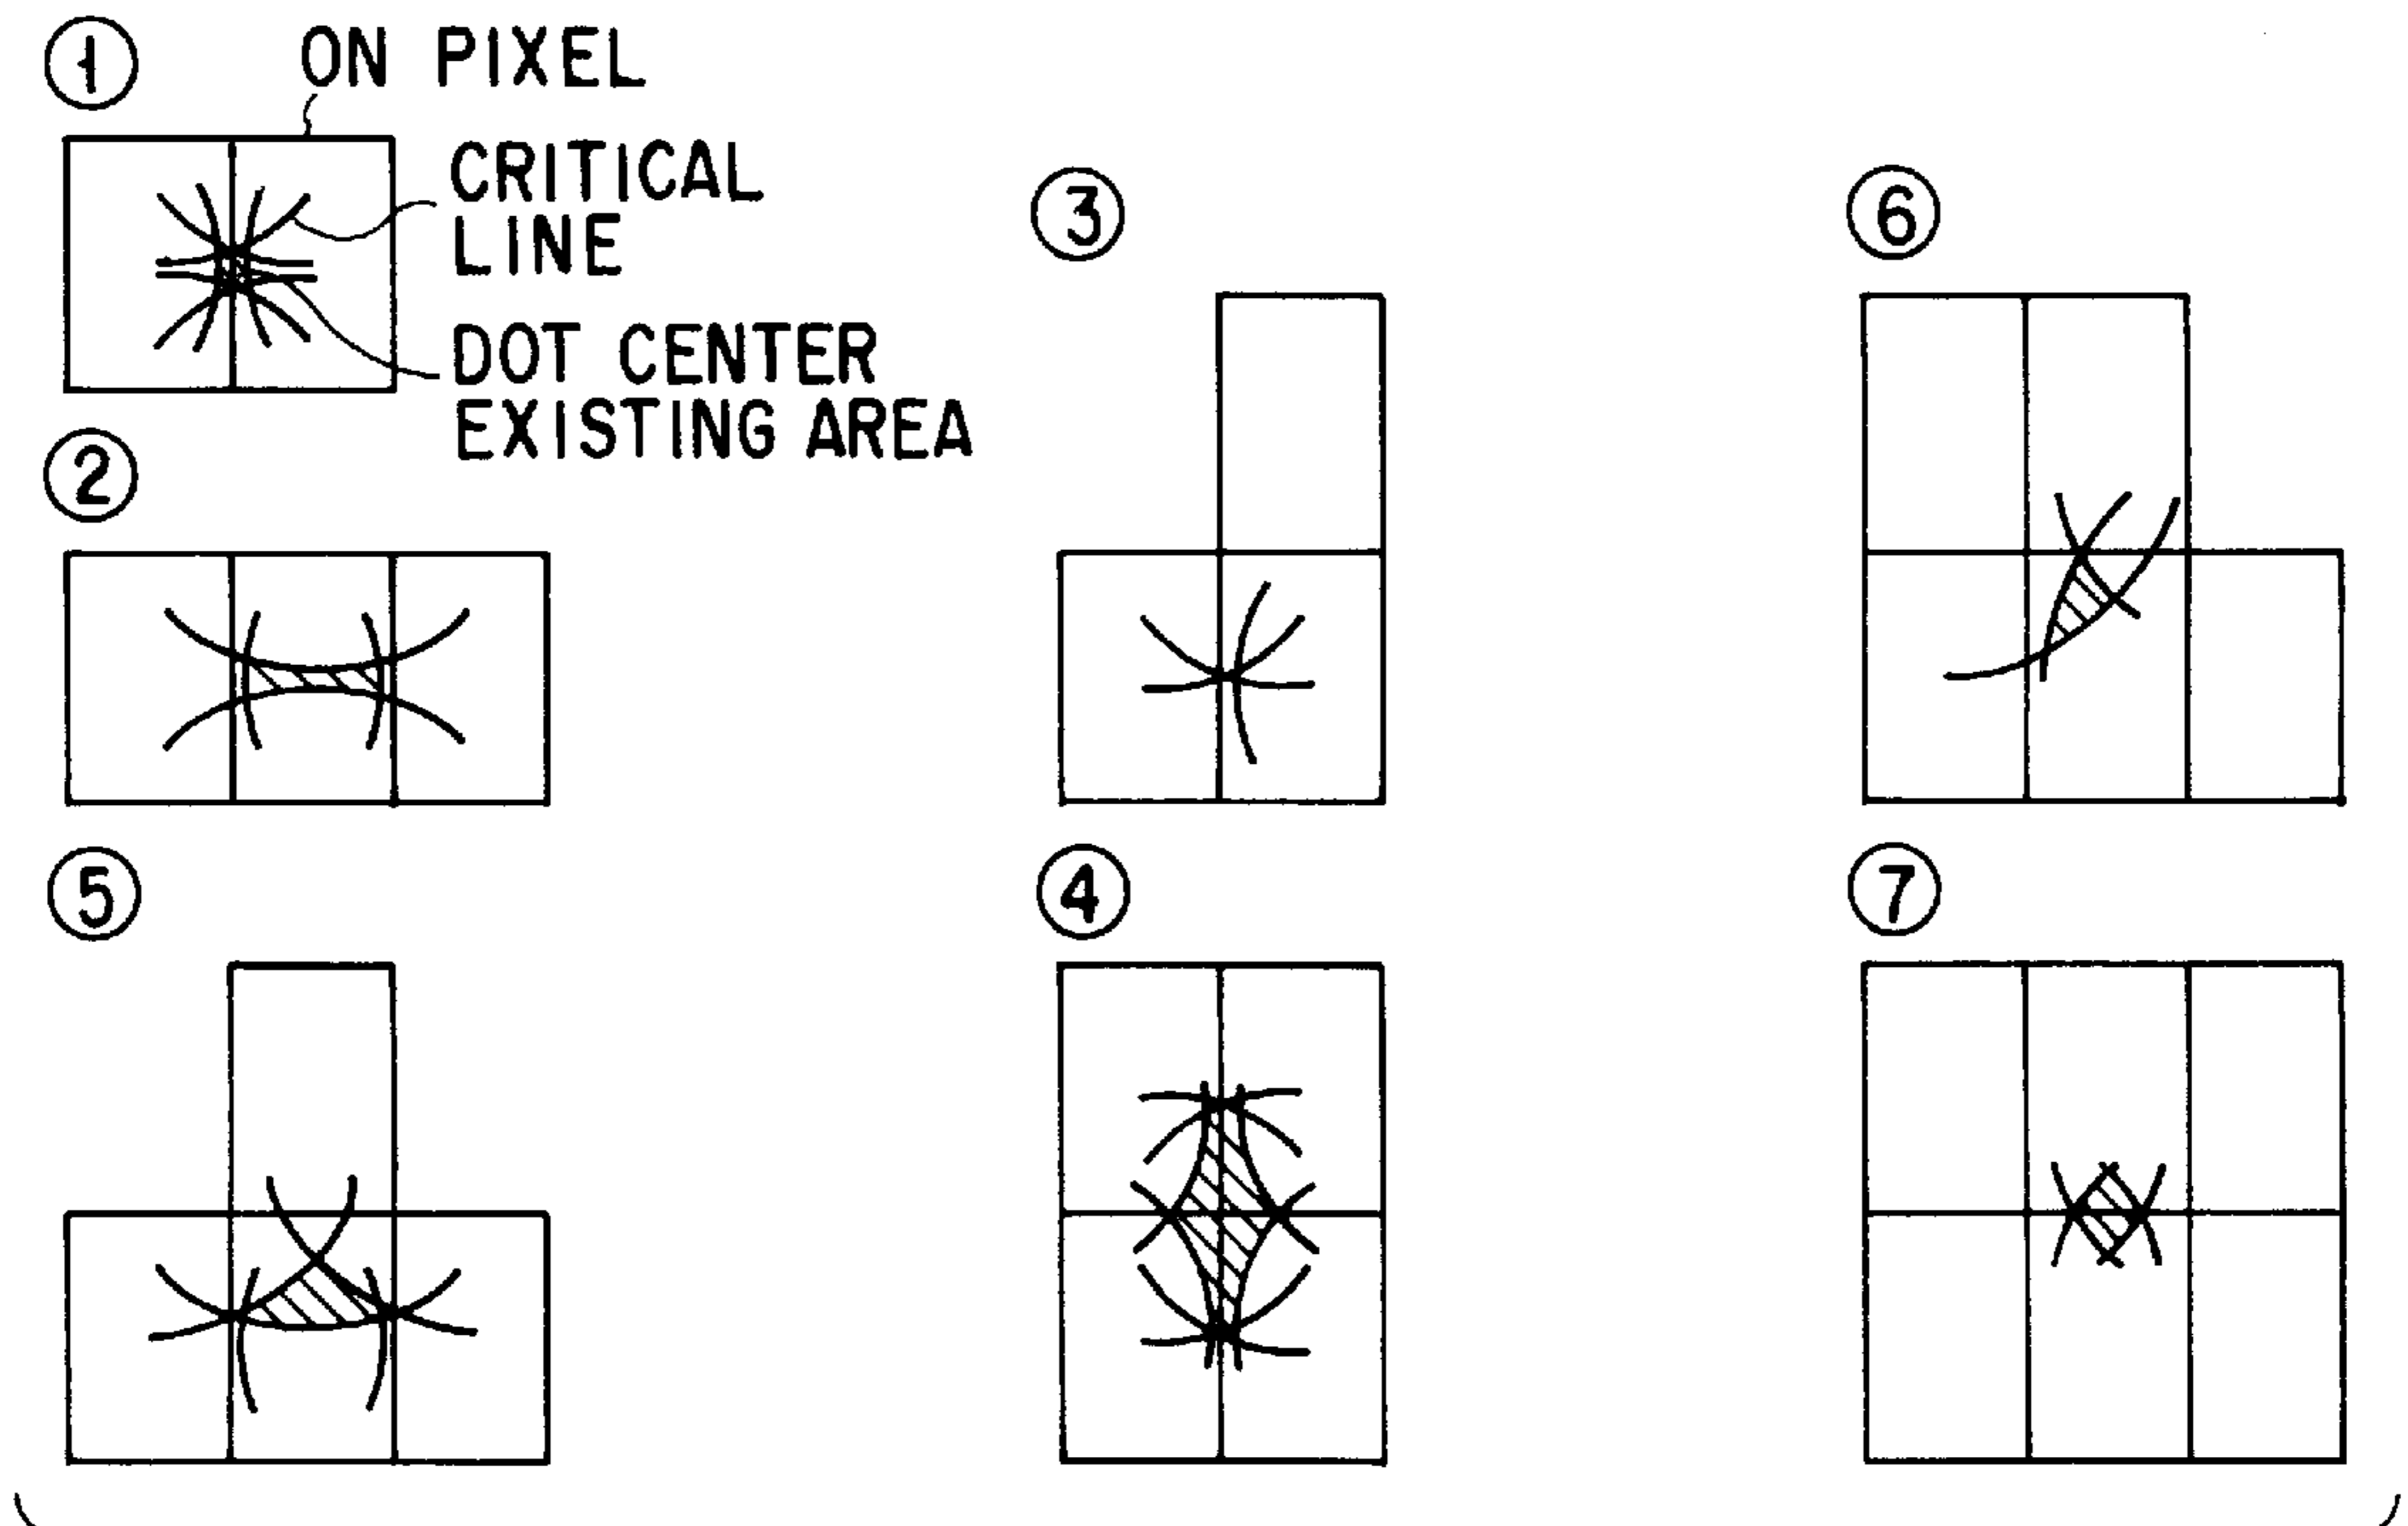 1
ON PIXEL
CRITICAL
LINE
DOT CENTER
EXISTING AREA
2
3
6
5
4
7